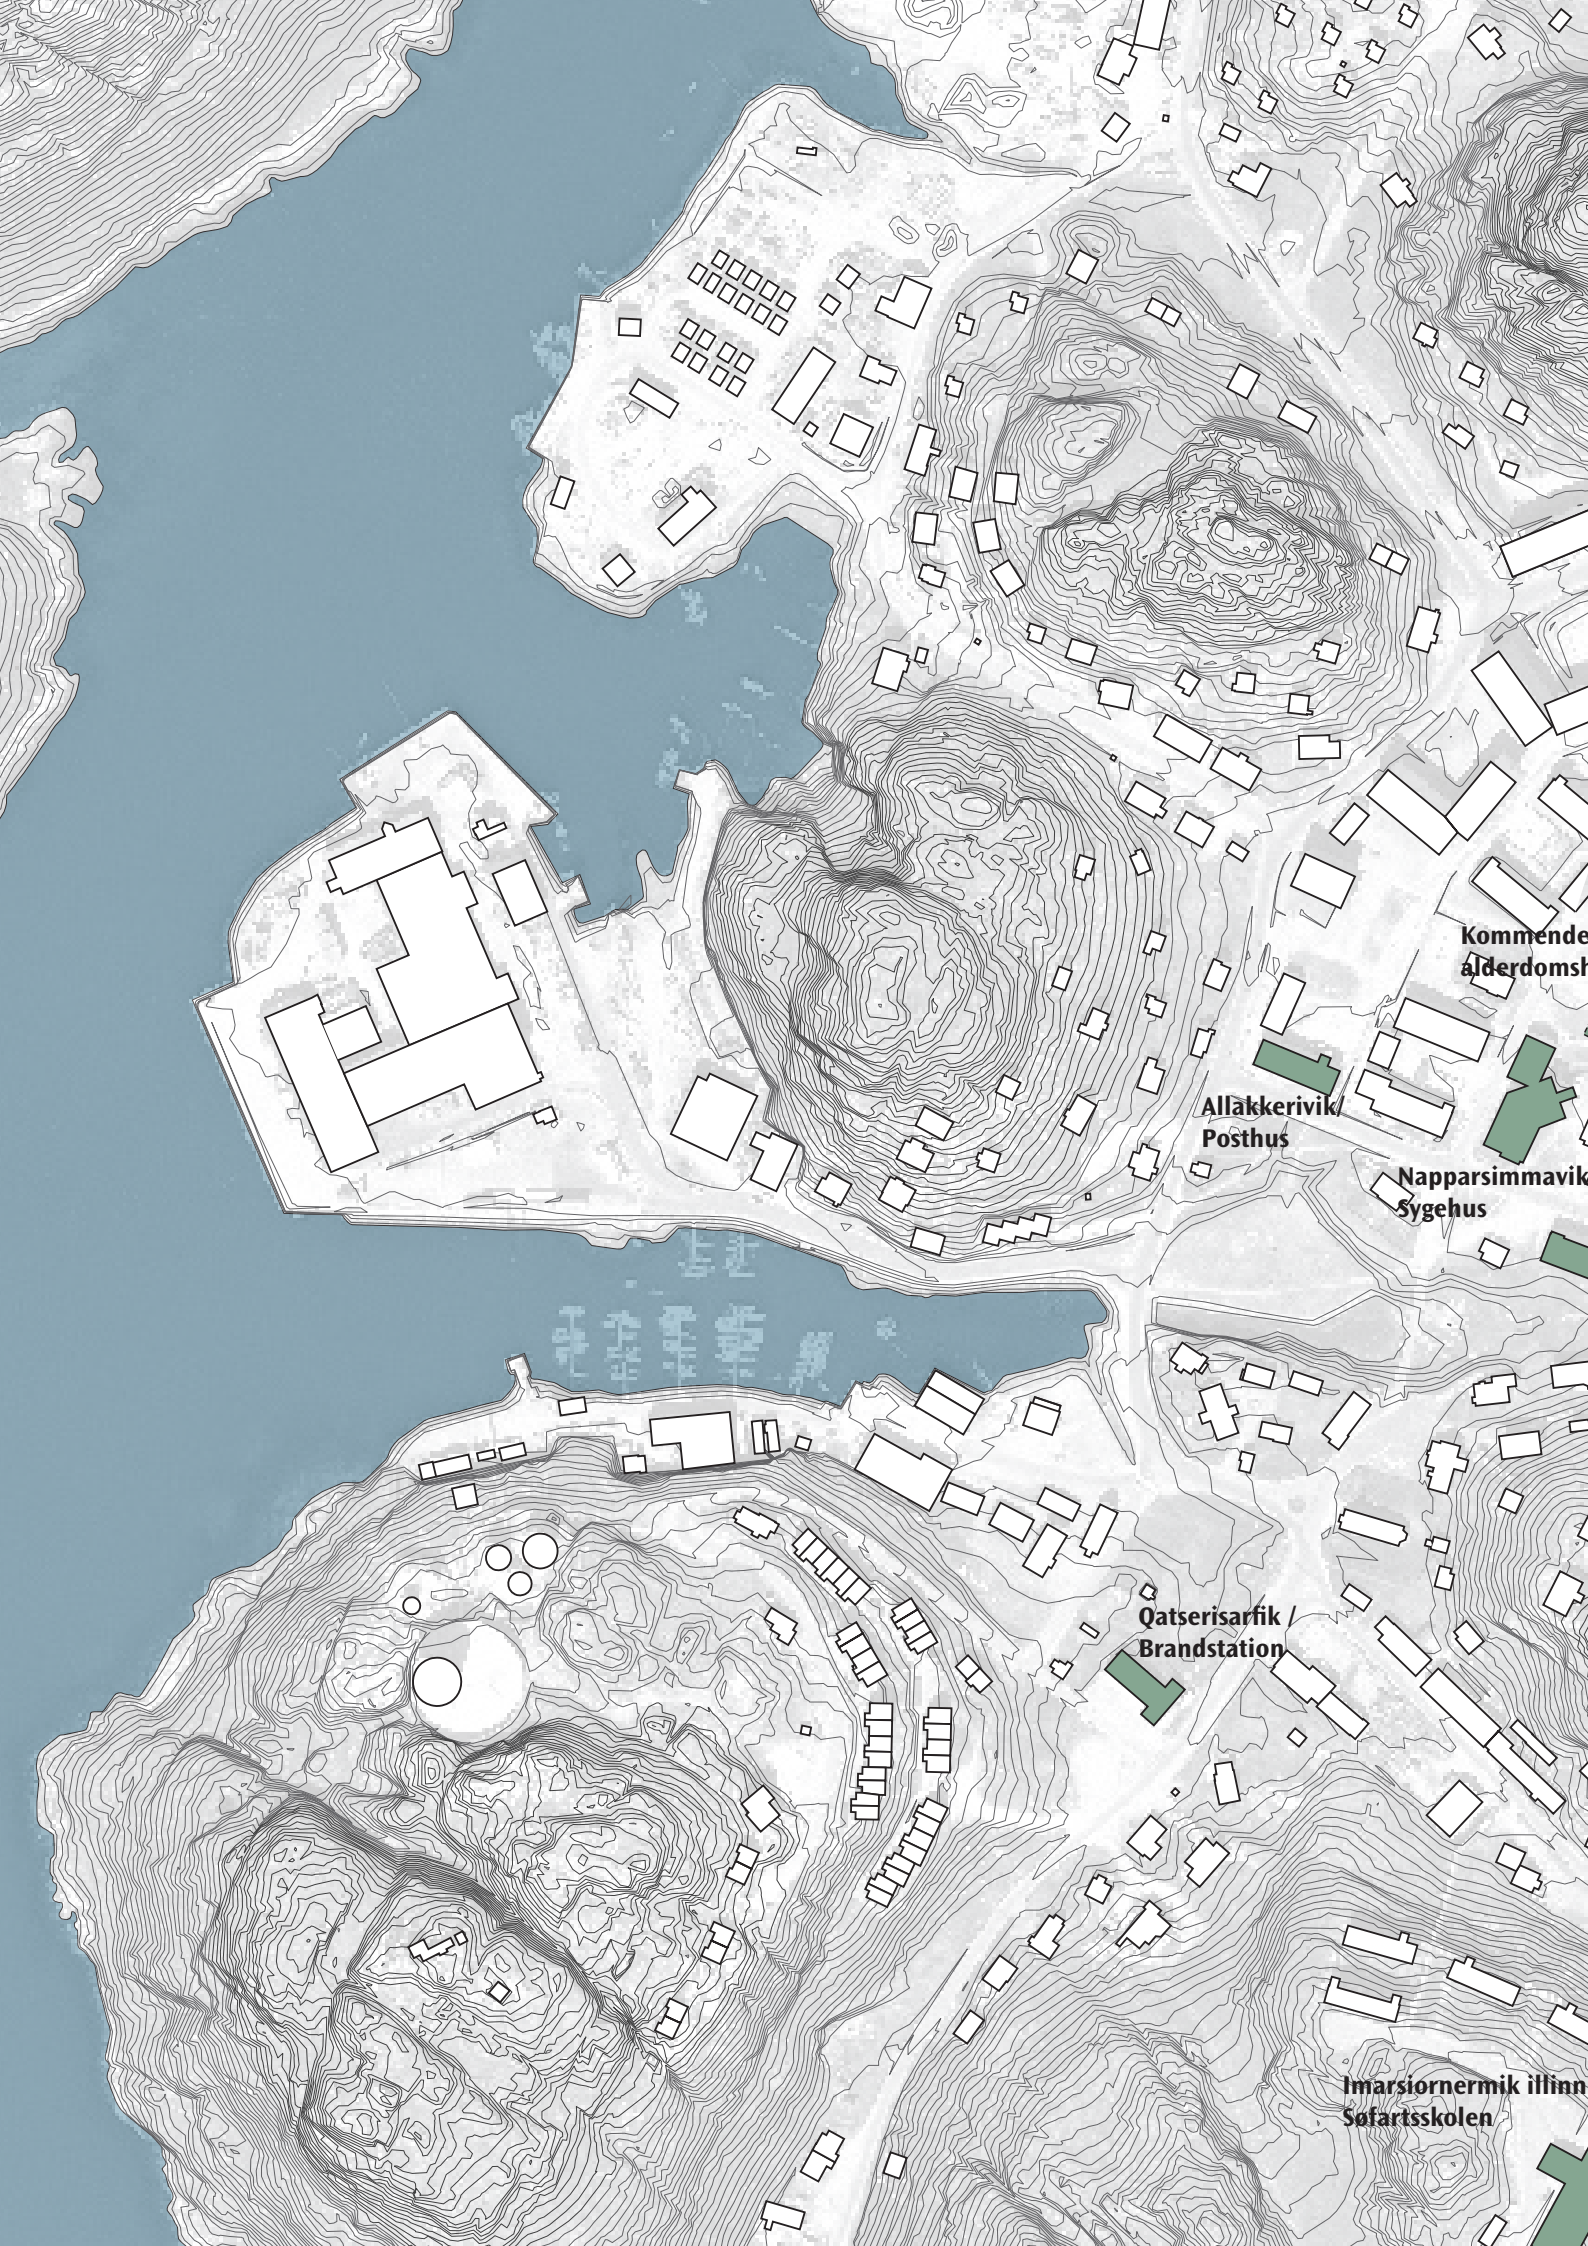 Kommende
alderdomsh
Allakkerivik/
Posthus
Napparsimmavik
Sygehus
Qatserisarfik /
Brandstation
Imarsiornermik illinn
Søfartsskolen